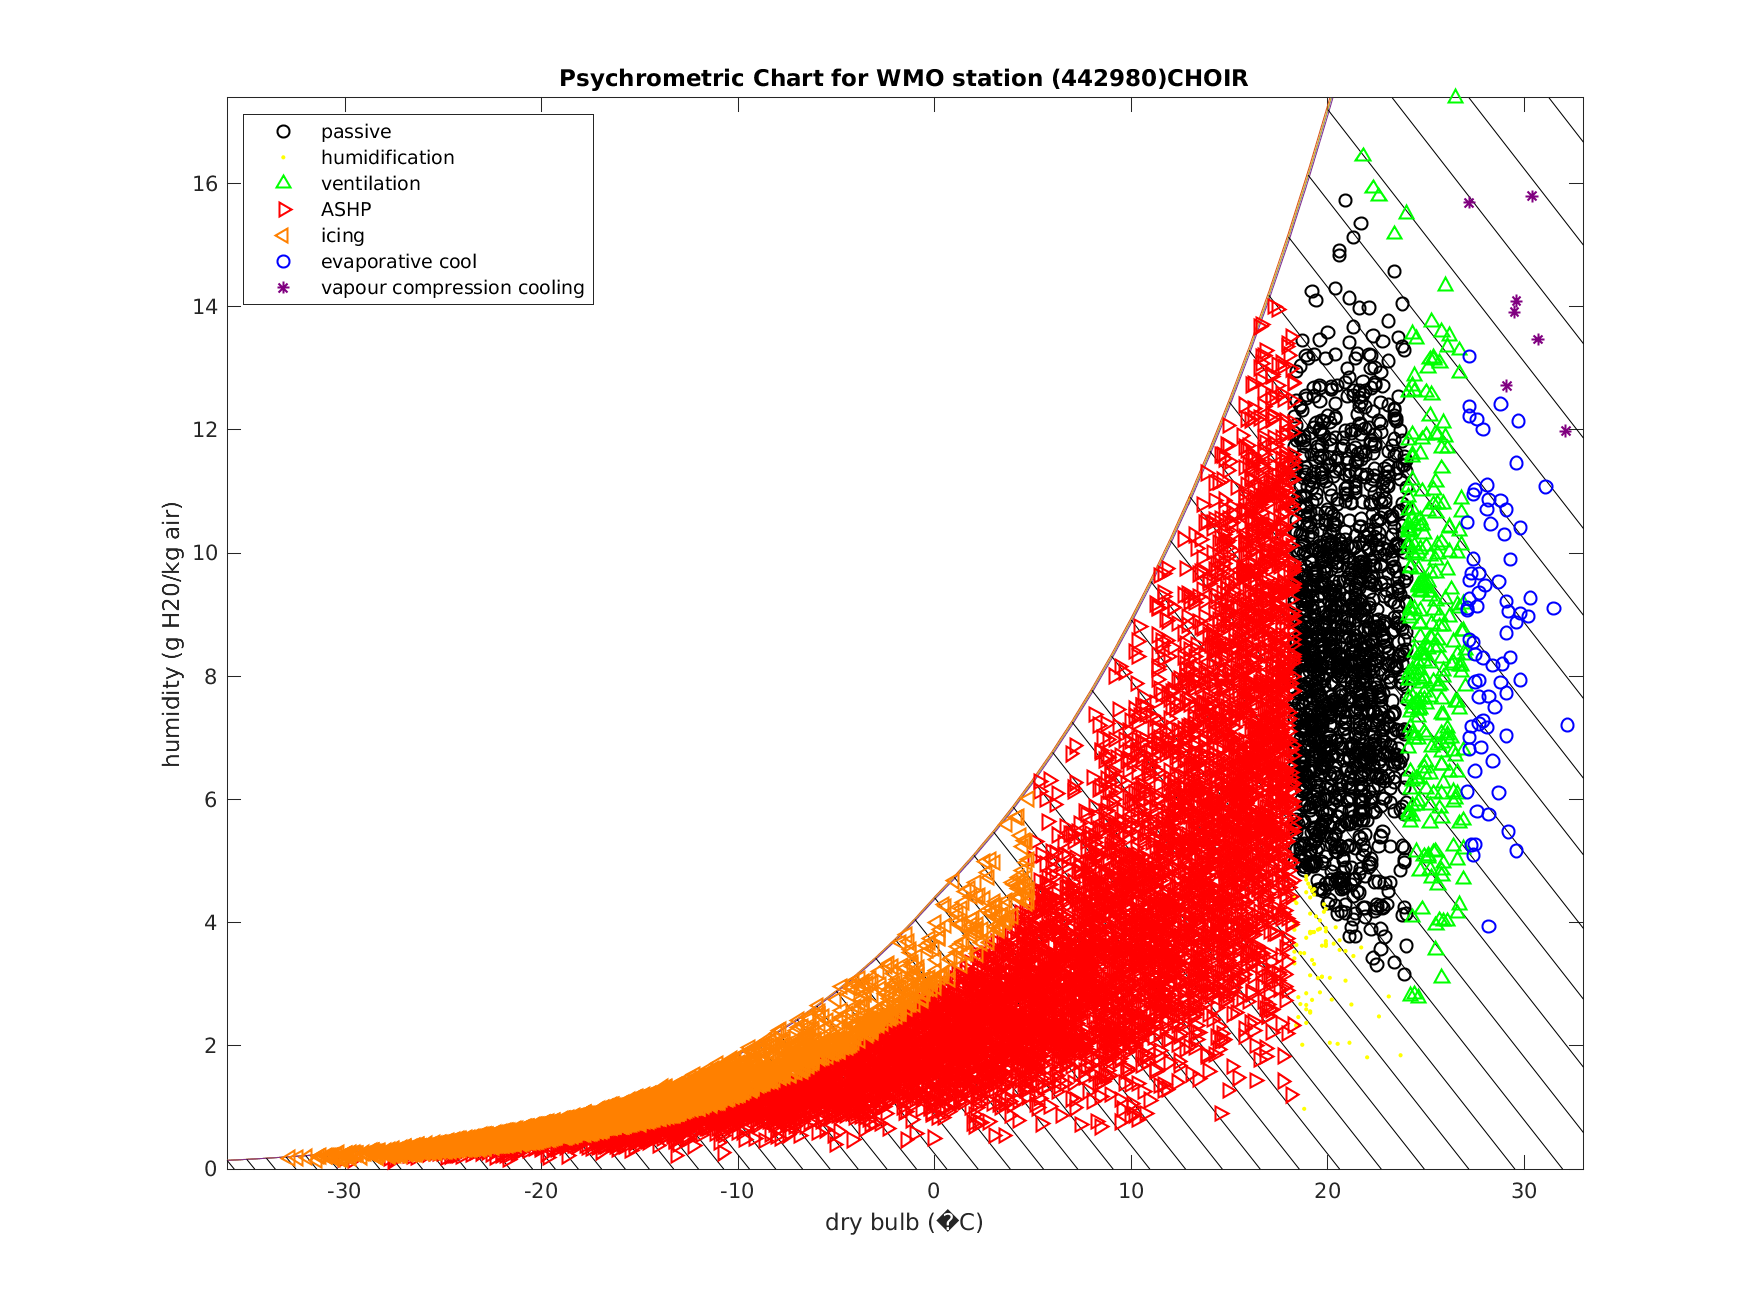 Psychrometric Chart for WMO station (442980)CHOIR
passive
humidification
ventilation
ASHP
icing
evaporative cool
vapour compression cooling
humidity (g H20/kg air)
16
14
12
10
8
6
4
2
0
-30 -20 -10 0 10 20 30
dry bulb (�C)